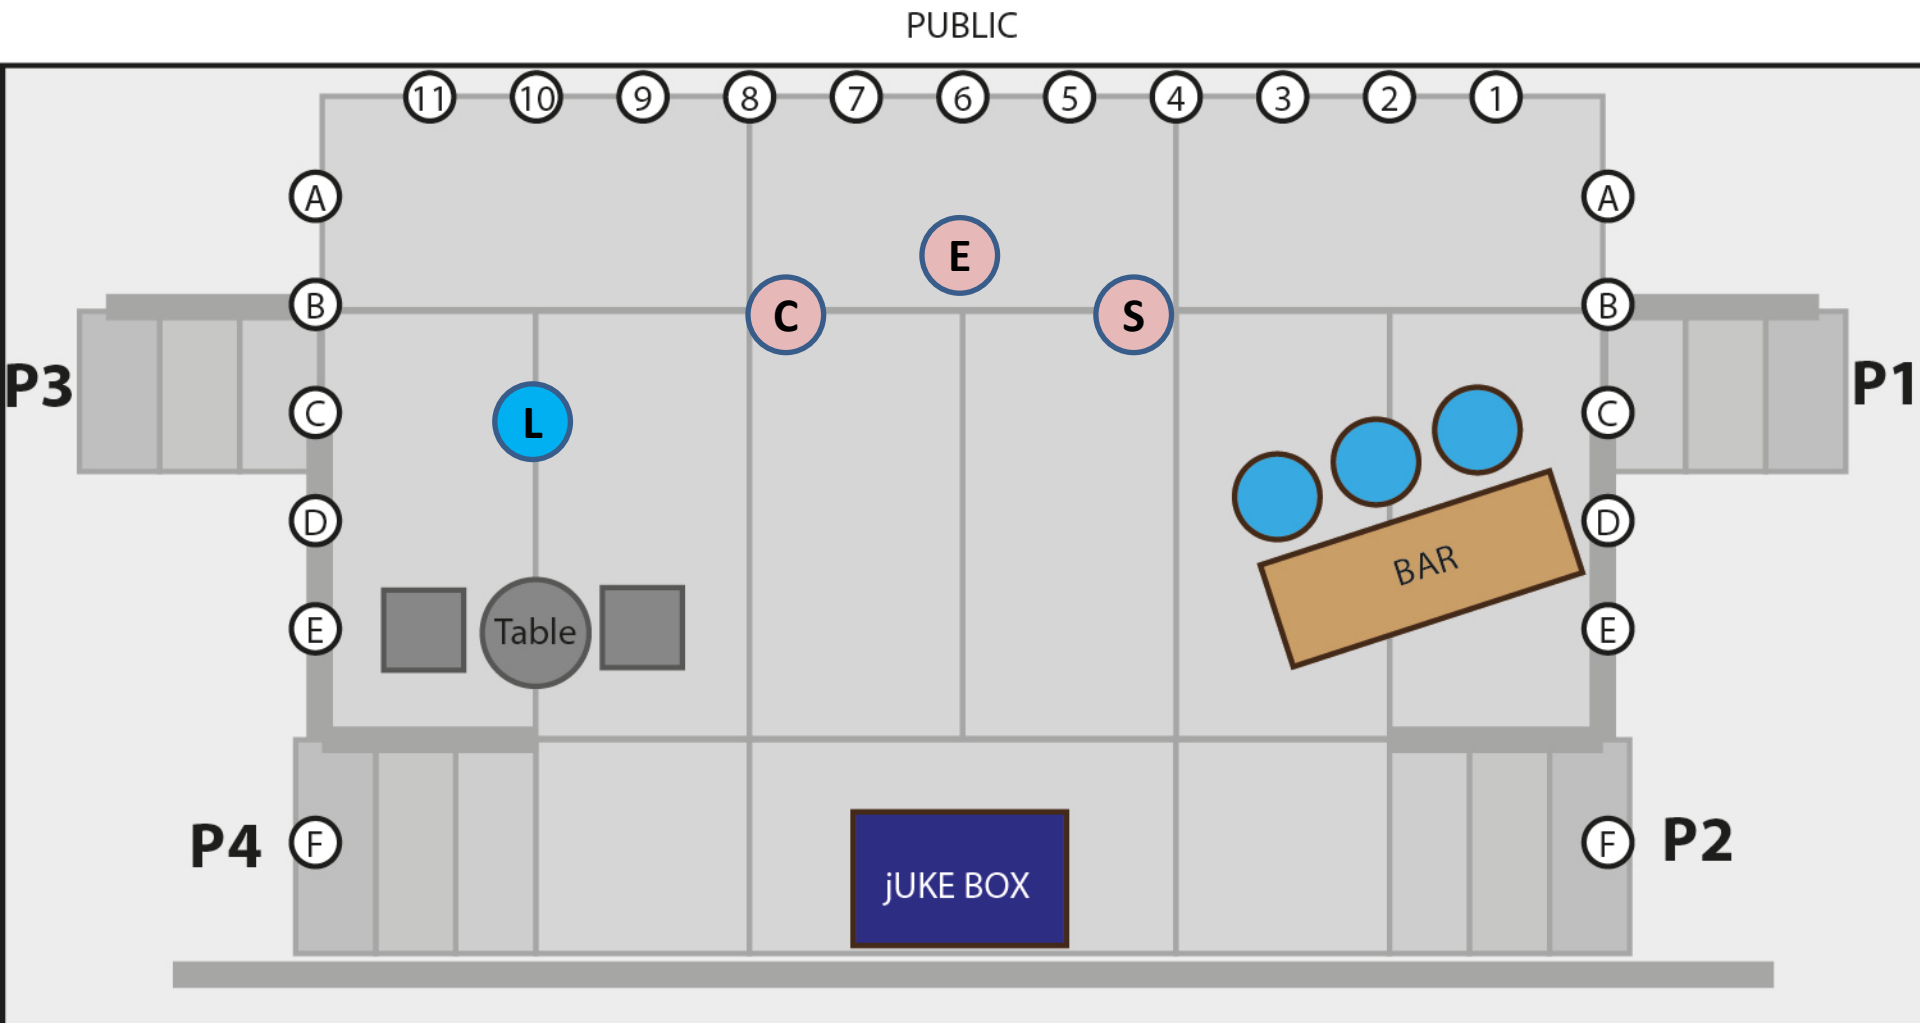 PUBLIC
11 10 9 8 7 6 5 4 3 2 1
A A
E
B C S B
P3 C L C P1
D D
BAR
E Table E
P4 F F P2
jUKE BOX